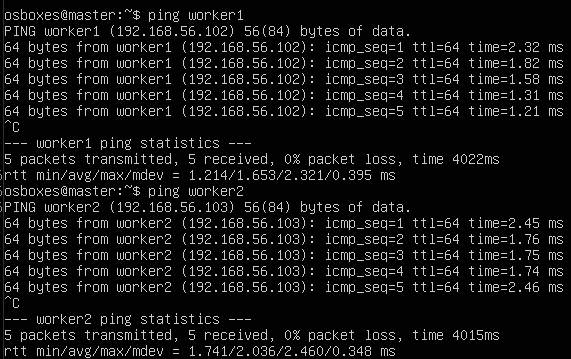 osboxes@master:~$ ping worker1
PING worker1 (192.168.56.102) 56(84) bytes of data.
64 bytes from worker1 (192.168.56.102): icmp_seq=1 ttl=64 time=2.32 ms
64 bytes from worker1 (192.168.56.102): icmp_seq=2 ttl=64 time=1.82 ms
64 bytes from worker1 (192.168.56.102): icmp_seq=3 ttl=64 time=1.58 ms
64 bytes from worker1 (192.168.56.102): icmp_seq=4 ttl=64 time=1.31 ms
64 bytes from worker1 (192.168.56.102): icmp_seq=5 ttl=64 time=1.21 ms
^C
--- worker1 ping statistics ---
5 packets transmitted, 5 received, 0% packet loss, time 4022ms
rtt min/avg/max/mdev = 1.214/1.653/2.321/0.395 ms
osboxes@master:~$ ping worker2
PING worker2 (192.168.56.103) 56(84) bytes of data.
64 bytes from worker2 (192.168.56.103): icmp_seq=1 ttl=64 time=2.45 ms
64 bytes from worker2 (192.168.56.103): icmp_seq=2 ttl=64 time=1.76 ms
64 bytes from worker2 (192.168.56.103): icmp_seq=3 ttl=64 time=1.75 ms
64 bytes from worker2 (192.168.56.103): icmp_seq=4 ttl=64 time=1.74 ms
64 bytes from worker2 (192.168.56.103): icmp_seq=5 ttl=64 time=2.46 ms
^C
--- worker2 ping statistics ---
5 packets transmitted, 5 received, 0% packet loss, time 4015ms
rtt min/avg/max/mdev = 1.741/2.036/2.460/0.348 ms